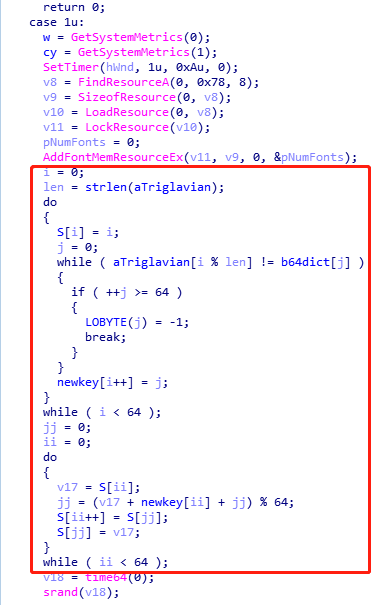 return 0;
case 1u:
w = GetSystemMetrics(0);
cy = GetSystemMetrics(1);
SetTimer(hWnd, 1u, 0xAu, 0);
v8 = FindResourceA(0, 0x78, 8);
v9 = SizeofResource(0, v8);
v10 = LoadResource(0, v8);
v11 = LockResource(v10);
pNumFonts = 0;
AddFontMemResourceEx(v11, v9, 0, &pNumFonts);
i = 0;
len = strlen(aTriglavian);
do
{
S[i] = i;
j = 0;
while ( aTriglavian[i % len] != b64dict[j] )
{
if ( ++j >= 64 )
{
LOBYTE(j) = -1;
break;
}
}
newkey[i++] = j;
}
while ( i < 64 );
jj = 0;
ii = 0;
do
{
v17 = S[ii];
jj = (v17 + newkey[ii] + jj) % 64;
S[ii++] = S[jj];
S[jj] = v17;
}
while ( ii < 64 );
v18 = time64(0);
srand(v18);